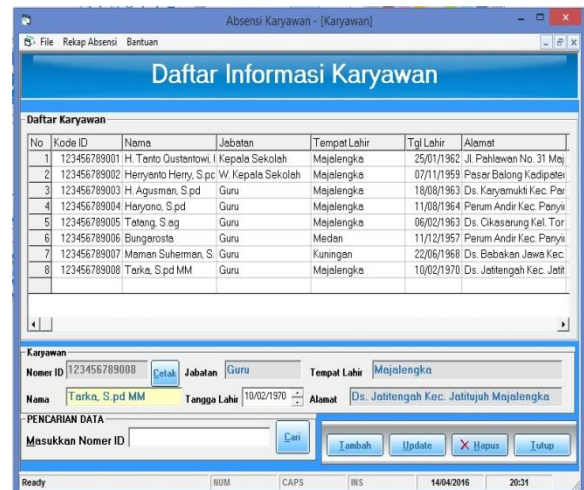 Absensi Karyawan - [Karyawan]
File Rekap Absensi Bantuan
Daftar Informasi Karyawan
Daftar Karyawan
No Kode ID Nama Jabatan Tempat Lahir Tgl Lahir Alamat
1 123456789001 H. Tanto Qustantowi, Kepala Sekolah Majalengka 25/01/1962 Jl. Pahlawan No. 31 Maj
2 123456789002 Herryanto Herry, S.pd W. Kepala Sekolah Majalengka 07/11/1959 Pasar Balong Kadipate
3 123456789003 H. Agusman, S.pd Guru Majalengka 18/08/1963 Ds. Karyamukti Kec. Par
4 123456789004 Haryono, S.pd Guru Majalengka 11/08/1964 Perum Andir Kec. Panyi
5 123456789005 Tatang, S.ag Guru Majalengka 06/02/1963 Ds. Cikasarung Kel. Tor
6 123456789006 Bungarosta Guru Medan 11/12/1957 Perum Andir Kec. Panyi
7 123456789007 Maman Suherman, S. Guru Kuningan 22/06/1968 Ds. Babakan Jawa Kec.
8 123456789008 Tarka, S.pd MM Guru Majalengka 10/02/1970 Ds. Jatitengah Kec. Jatit
Karyawan
Nomer ID 123456789008 Cetak Jabatan Guru Tempat Lahir Majalengka
Nama Tarka, S.pd MM Tangga Lahir 10/02/1970 Alamat Ds. Jatitengah Kec. Jatitujuh Majalengka
PENCARIAN DATA
Masukkan Nomer ID Cari Tambah Update Hapus Tutup
Ready NUM CAPS INS 14/04/2016 20:31